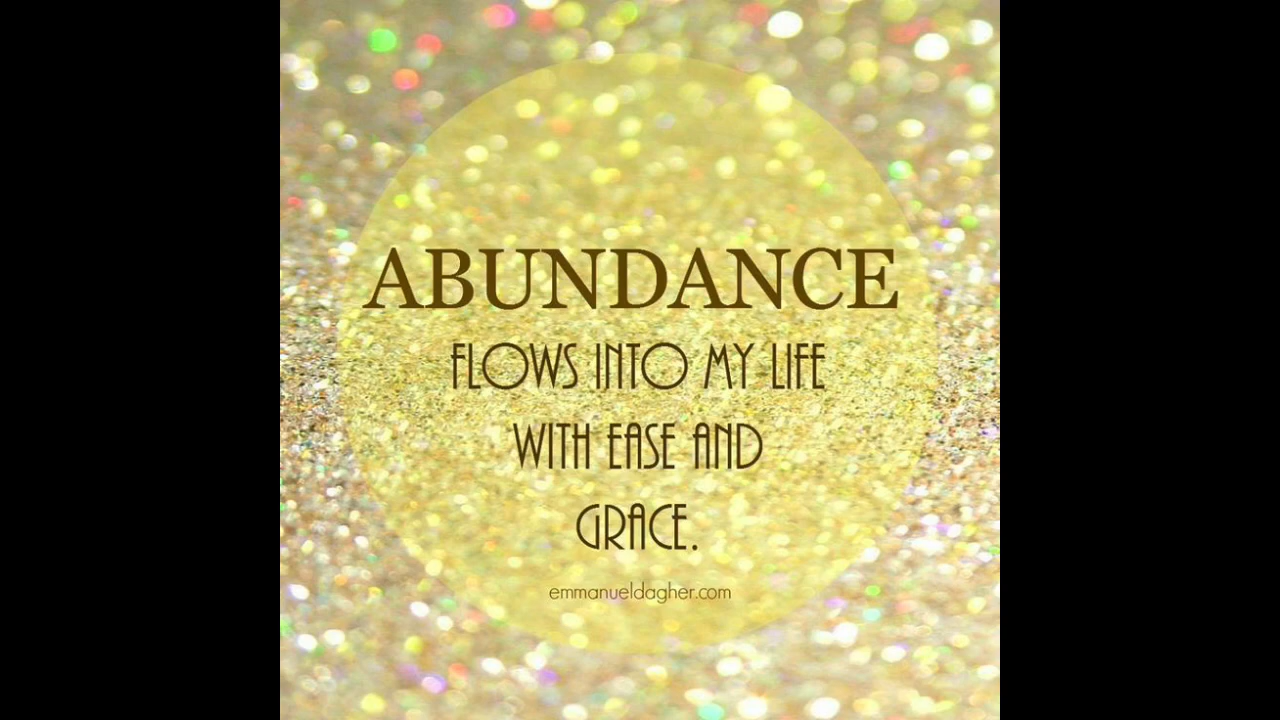 ABUNDANCE
FLOWS INTO MY LIFE
WITH EASE AND
GRACE.
emmanueldagher.com